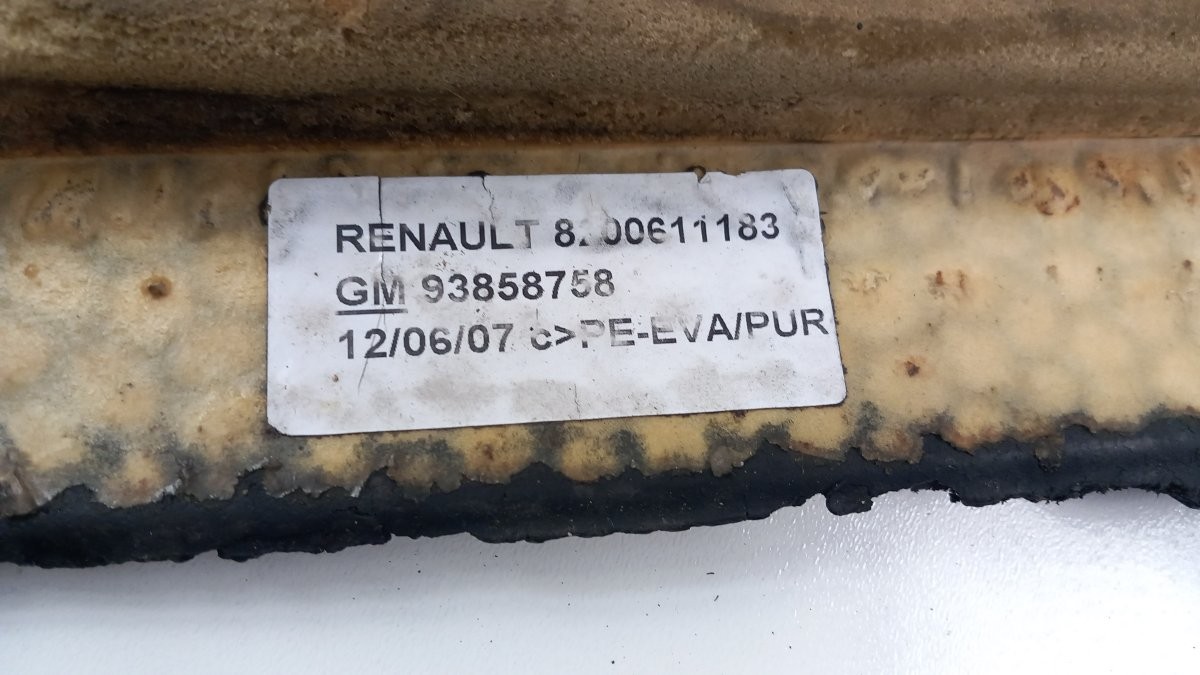 RENAULT 8200611183
GM 93858758
12/06/07 c>PE-EVA/PUR